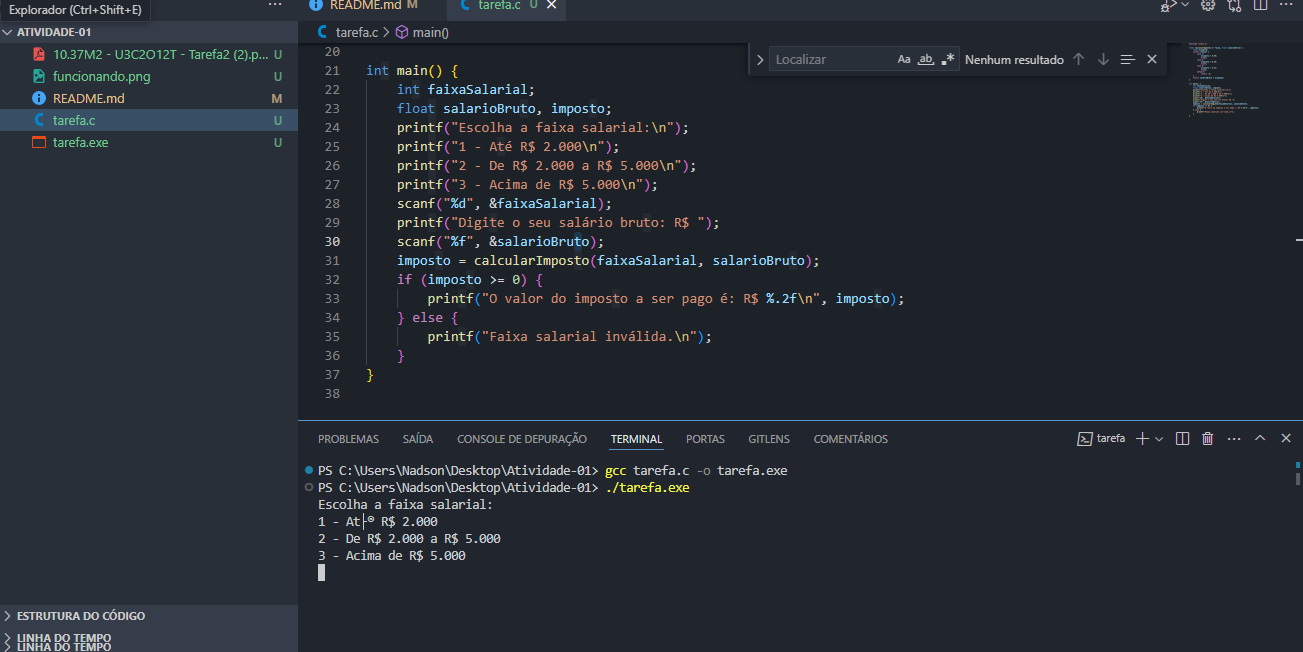 Explorador (Ctrl+Shift+E)
···
README.md M
tarefa.c U
ATIVIDADE-01
10.37M2 - U3C2O12T - Tarefa2 (2).p... U
funcionando.png U
README.md M
tarefa.c U
tarefa.exe U
ESTRUTURA DO CÓDIGO
LINHA DO TEMPO
LINHA DO TEMPO
tarefa.c > main()
Localizar
Aa ab .*
Nenhum resultado
20
21 int main() {
22 int faixaSalarial;
23 float salarioBruto, imposto;
24 printf("Escolha a faixa salarial:\n");
25 printf("1 - Até R$ 2.000\n");
26 printf("2 - De R$ 2.000 a R$ 5.000\n");
27 printf("3 - Acima de R$ 5.000\n");
28 scanf("%d", &faixaSalarial);
29 printf("Digite o seu salário bruto: R$ ");
30 scanf("%f", &salarioBruto);
31 imposto = calcularImposto(faixaSalarial, salarioBruto);
32 if (imposto >= 0) {
33 printf("O valor do imposto a ser pago é: R$ %.2f\n", imposto);
34 } else {
35 printf("Faixa salarial inválida.\n");
36 }
37 }
38
PROBLEMAS SAÍDA CONSOLE DE DEPURAÇÃO TERMINAL PORTAS GITLENS COMENTÁRIOS
tarefa
PS C:\Users\Nadson\Desktop\Atividade-01> gcc tarefa.c -o tarefa.exe
PS C:\Users\Nadson\Desktop\Atividade-01> ./tarefa.exe
Escolha a faixa salarial:
1 - At├® R$ 2.000
2 - De R$ 2.000 a R$ 5.000
3 - Acima de R$ 5.000